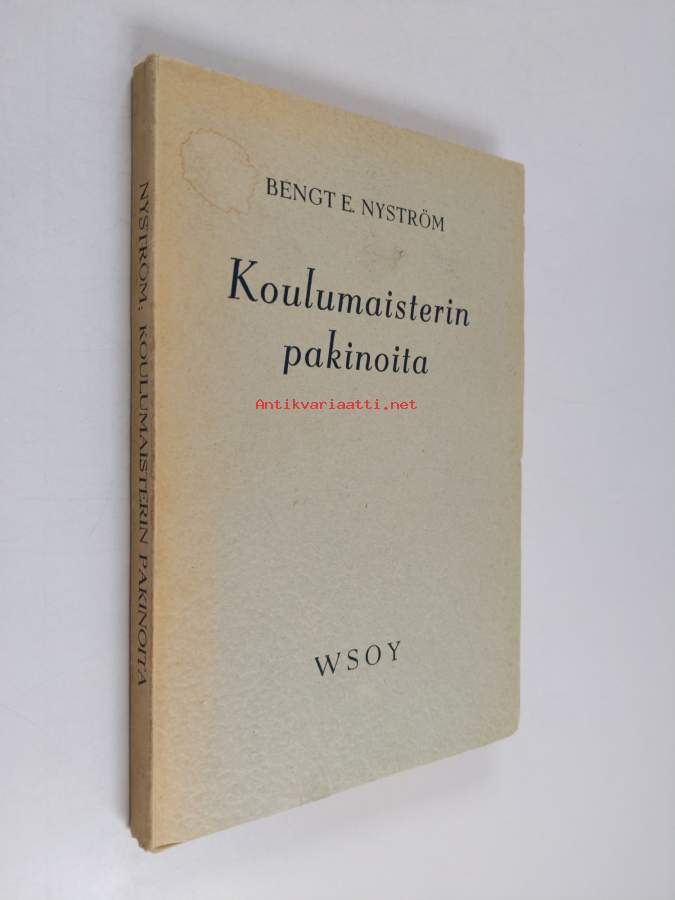 BENGT E. NYSTRÖM
Koulumaisterin
pakinoita
Antikvariaatti.net
WSOY
NYSTRÖM: KOULUMAISTERIN PAKINOITA